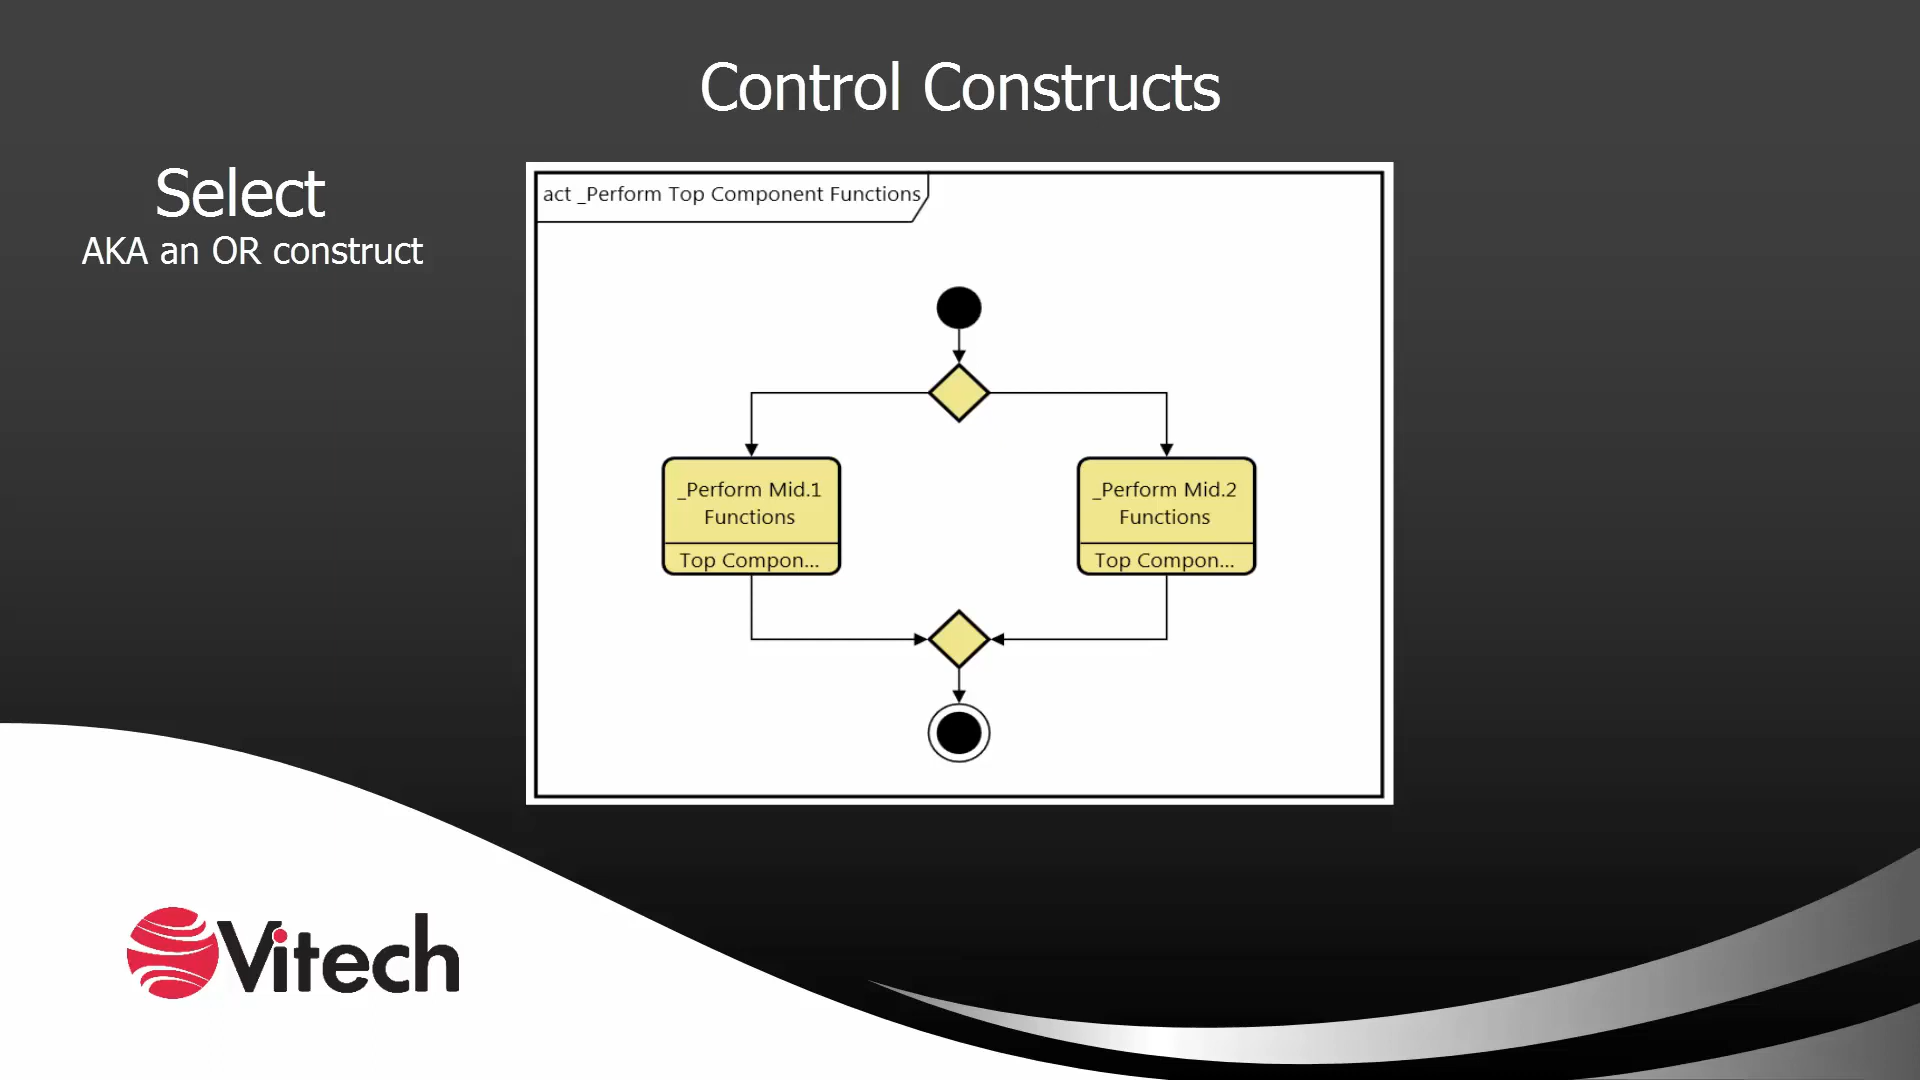 Control Constructs
Select
AKA an OR construct
act _Perform Top Component Functions
_Perform Mid.1
Functions
Top Compon...
_Perform Mid.2
Functions
Top Compon...
Vitech